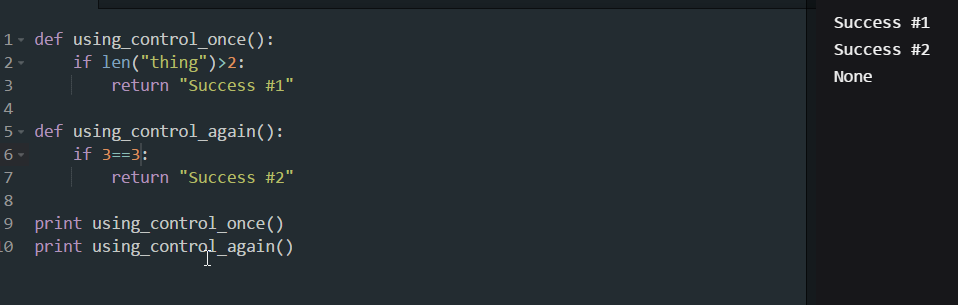 1 def using_control_once():
2     if len("thing")>2:
3         return "Success #1"
4
5 def using_control_again():
6     if 3==3:
7         return "Success #2"
8
9 print using_control_once()
10 print using_control_again()
Success #1
Success #2
None